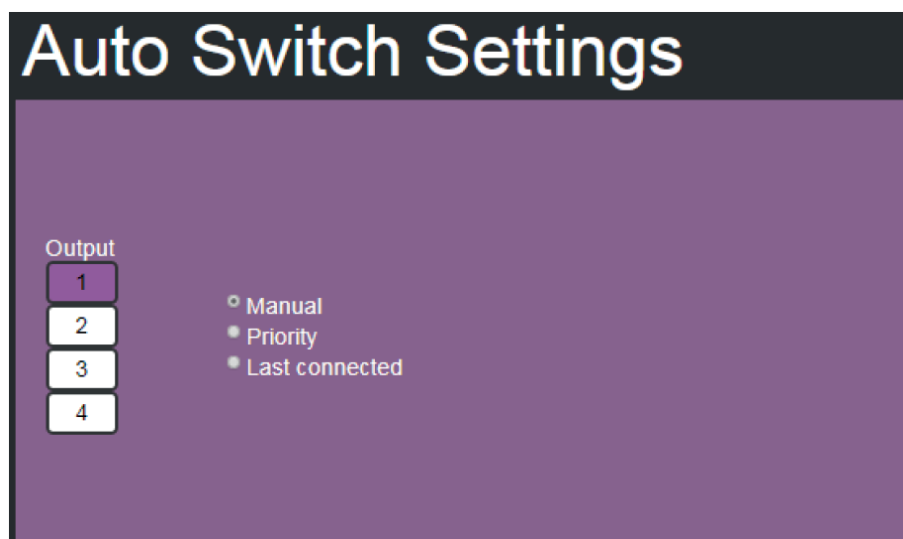 Auto Switch Settings
Output
1
2
3
4
Manual
Priority
Last connected